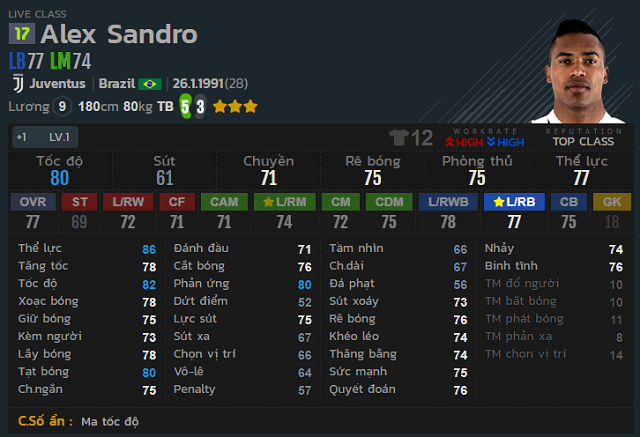 LIVE CLASS
17 Alex Sandro
LB77 LM74
Juventus Brazil 26.1.1991(28)
Lương 9 180cm 80kg TB 5 3
+1 LV.1 12 WORKRATE HIGH HIGH REPUTATION TOP CLASS
Tốc độ Sút Chuyền Rê bóng Phòng thủ Thể lực
80 61 71 75 75 77
OVR ST L/RW CF CAM L/RM CM CDM L/RWB L/RB CB GK
77 69 72 71 71 74 72 75 78 77 75 18
Thể lực 86 Đánh đầu 71 Tầm nhìn 66 Nhảy 74
Tăng tốc 78 Cắt bóng 76 Ch.dài 67 Bình tĩnh 76
Tốc độ 82 Phản ứng 80 Đá phạt 56 TM đổ người 10
Xoạc bóng 78 Dứt điểm 52 Sút xoáy 73 TM bắt bóng 10
Giữ bóng 75 Lực sút 75 Rê bóng 76 TM phát bóng 11
Kèm người 73 Sút xa 67 Khéo léo 74 TM phản xạ 8
Lấy bóng 78 Chọn vị trí 66 Thăng bằng 74 TM chọn vị trí 14
Tạt bóng 80 Vô-lê 64 Sức mạnh 75
Ch.ngắn 75 Penalty 57 Quyết đoán 76
C.Số ẩn : Ma tốc độ